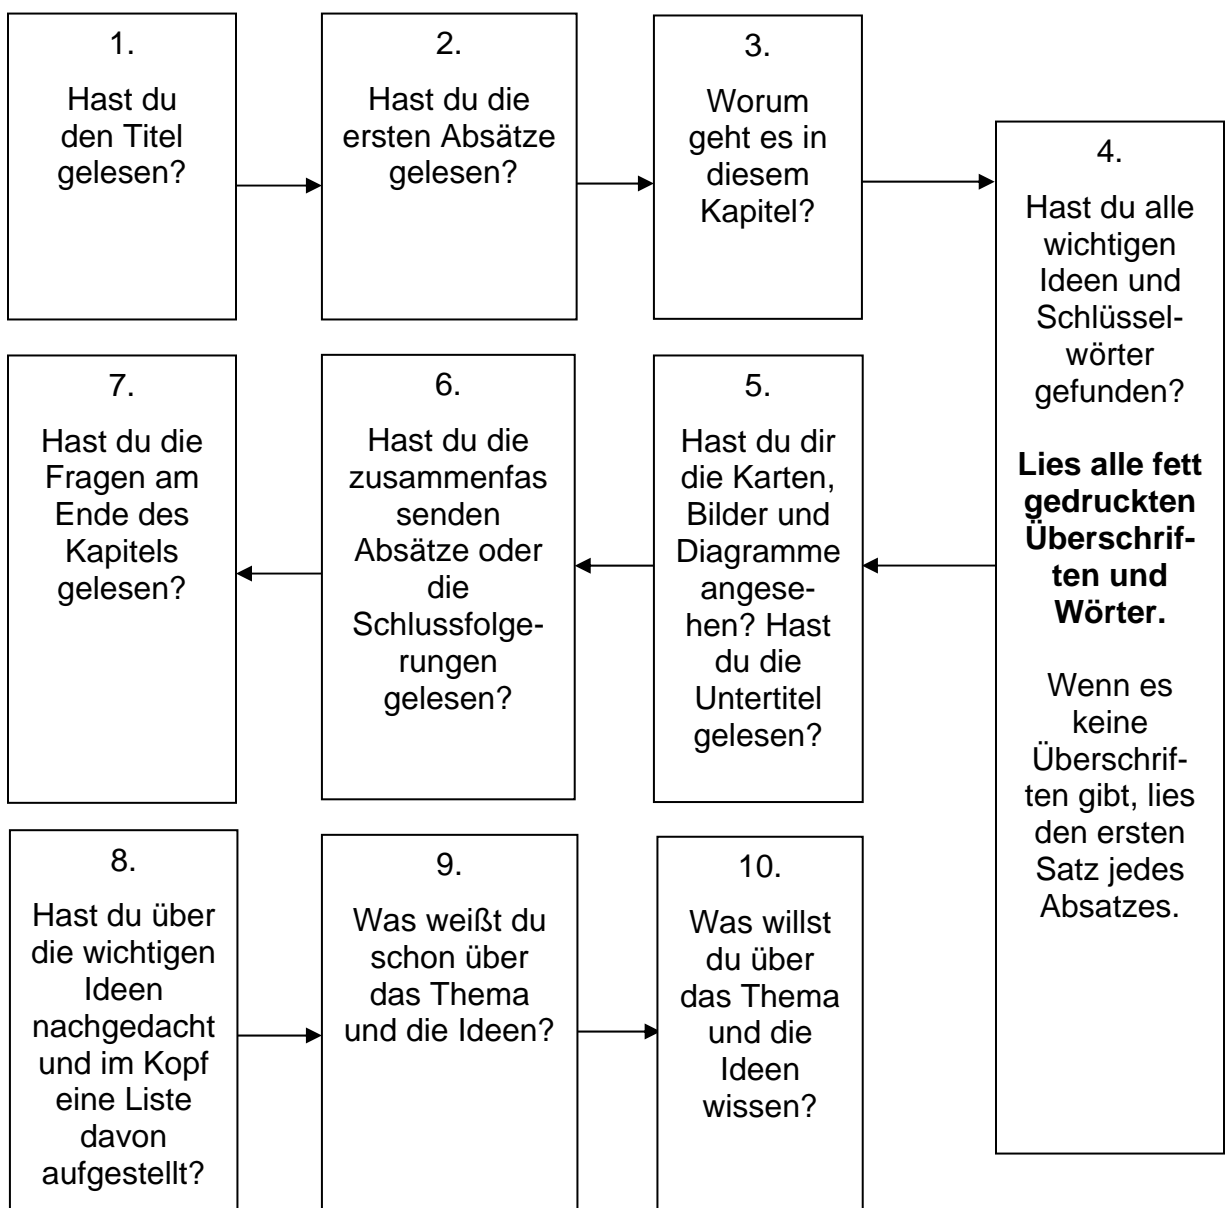 1.
Hast du
den Titel
gelesen?
2.
Hast du die
ersten Absätze
gelesen?
3.
Worum
geht es in
diesem
Kapitel?
4.
Hast du alle
wichtigen
Ideen und
Schlüssel-
wörter
gefunden?
Lies alle fett
gedruckten
Überschrif-
ten und
Wörter.
Wenn es
keine
Überschrif-
ten gibt, lies
den ersten
Satz jedes
Absatzes.
5.
Hast du dir
die Karten,
Bilder und
Diagramme
angese-
hen? Hast
du die
Untertitel
gelesen?
6.
Hast du die
zusammenfas
senden
Absätze oder
die
Schlussfolge-
rungen
gelesen?
7.
Hast du die
Fragen am
Ende des
Kapitels
gelesen?
8.
Hast du über
die wichtigen
Ideen
nachgedacht
und im Kopf
eine Liste
davon
aufgestellt?
9.
Was weißt du
schon über
das Thema
und die Ideen?
10.
Was willst
du über
das Thema
und die
Ideen
wissen?